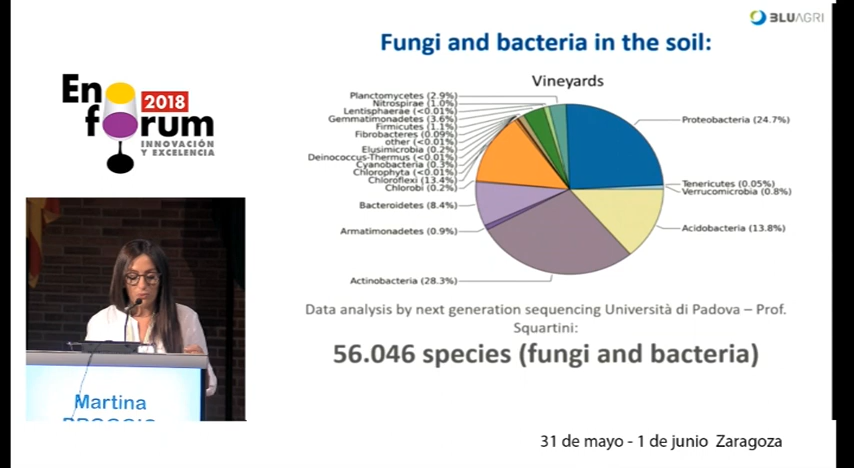 BLUAGRI
Fungi and bacteria in the soil:
En
2018
fOrum
INNOVACIÓN
Y EXCELENCIA
Vineyards
Planctomycetes (2.9%)
Nitrospirae (1.0%)
Lentisphaerae (<0.01%
Gemmatimonadetes (3.6%)
Firmicutes (1.1%)
Fibrobacteres (0.09%
other (<0.01%
Elusimicrobia (0.2%
Deinococcus-Thermus (<0.01%
Cyanobacteria (0.3%
Chlorophyta (<0.01%
Chloroflexi (13.4%)
Chlorobi (0.2%)
Bacteroidetes (8.4%)
Armatimonadetes (0.9%)
Actinobacteria (28.3%)
Proteobacteria (24.7%)
Tenericutes (0.05%)
Verrucomicrobia (0.8%)
Acidobacteria (13.8%)
Data analysis by next generation sequencing Università di Padova – Prof.
Squartini:
56.046 species (fungi and bacteria)
Martina
31 de mayo - 1 de junio Zaragoza